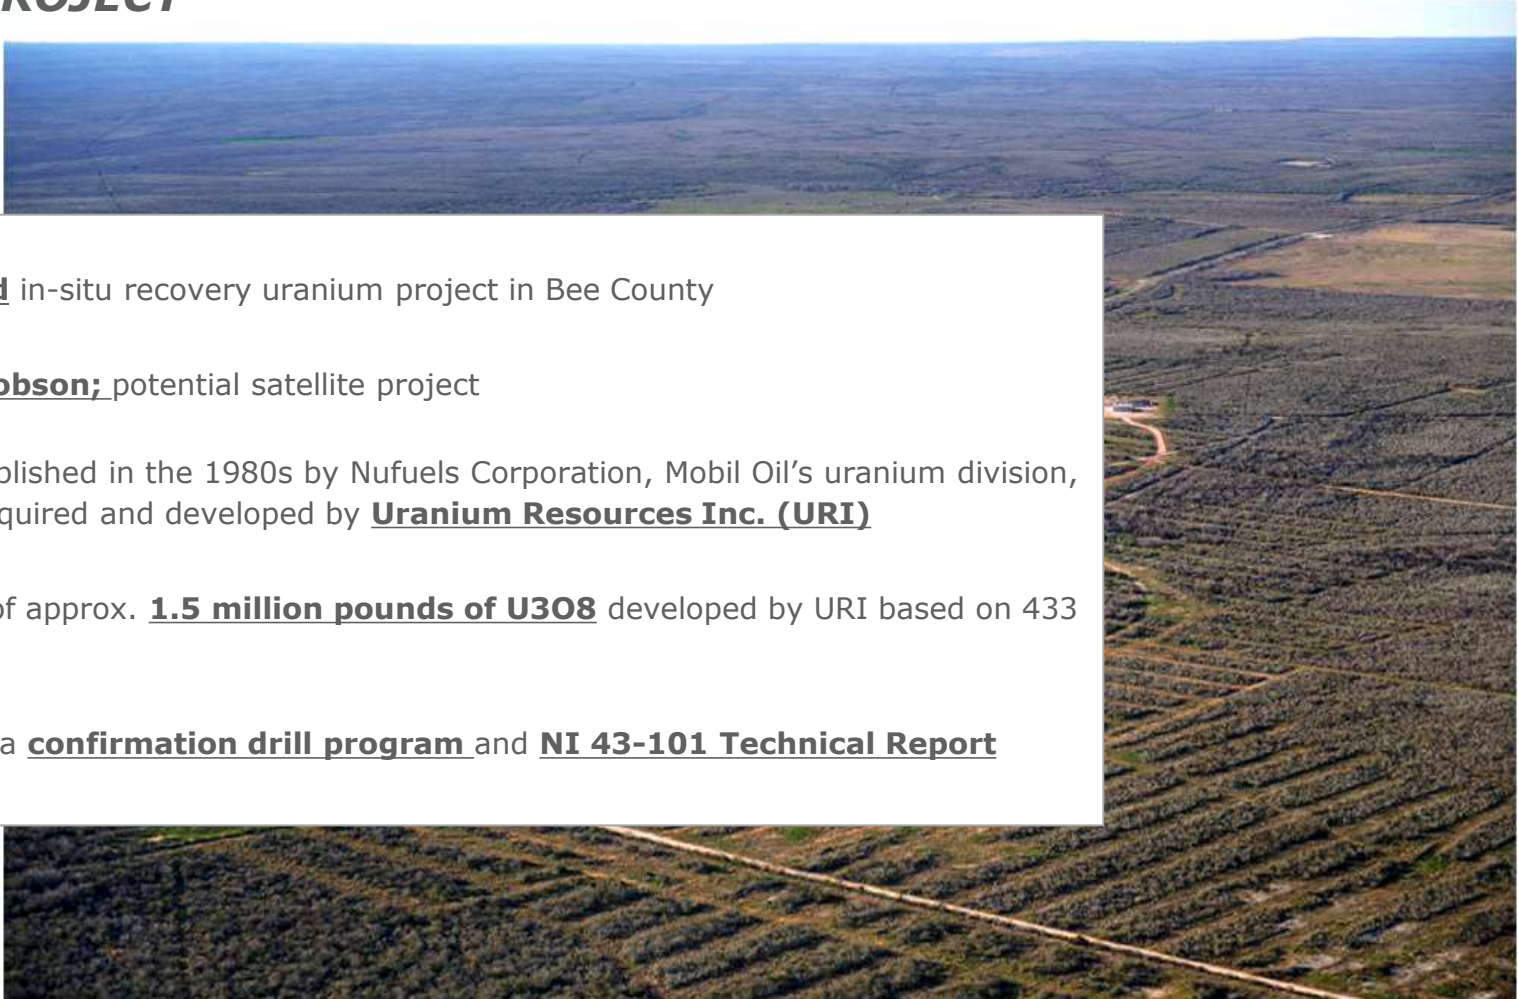 ROJECT
in-situ recovery uranium project in Bee County
obson; potential satellite project
blished in the 1980s by Nufuels Corporation, Mobil Oil’s uranium division,
quired and developed by Uranium Resources Inc. (URI)
of approx. 1.5 million pounds of U3O8 developed by URI based on 433
a confirmation drill program and NI 43-101 Technical Report